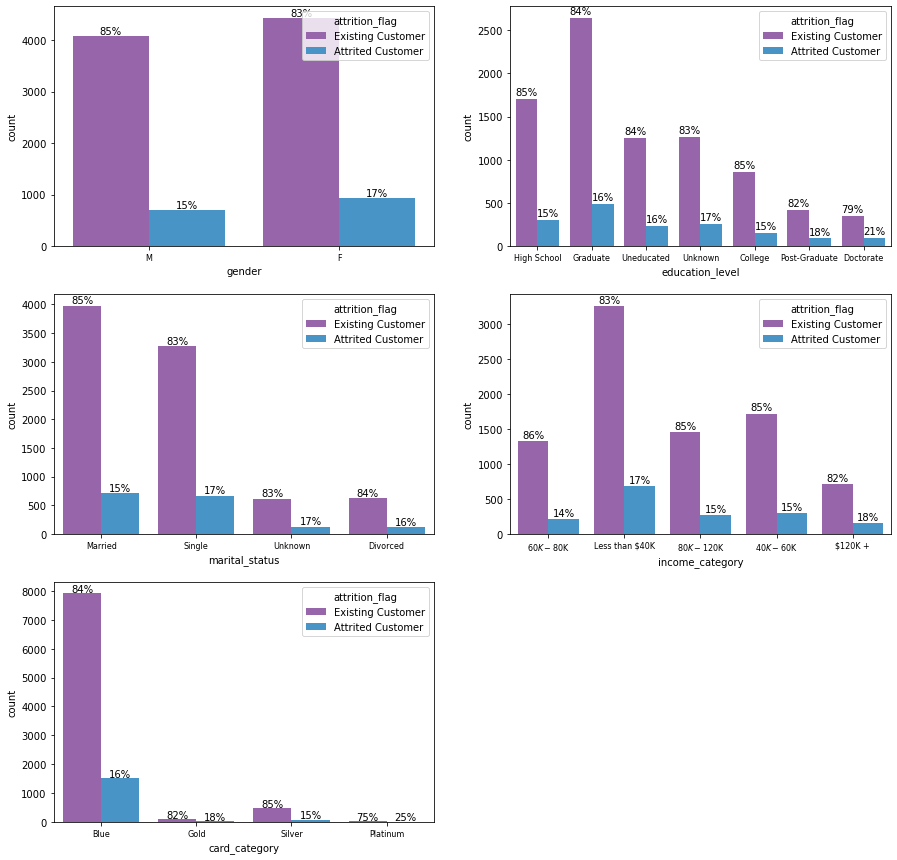 85%
83%
15%
17%
attrition_flag
Existing Customer
Attrited Customer
4000
3000
2000
1000
0
count
M
F
gender
85%
84%
84%
83%
85%
82%
79%
15%
16%
16%
17%
15%
18%
21%
attrition_flag
Existing Customer
Attrited Customer
2500
2000
1500
1000
500
0
count
High School
Graduate
Uneducated
Unknown
College
Post-Graduate
Doctorate
education_level
85%
83%
83%
84%
15%
17%
17%
16%
attrition_flag
Existing Customer
Attrited Customer
4000
3500
3000
2500
2000
1500
1000
500
0
count
Married
Single
Unknown
Divorced
marital_status
86%
83%
85%
85%
82%
14%
17%
15%
15%
18%
attrition_flag
Existing Customer
Attrited Customer
3000
2500
2000
1500
1000
500
0
count
60K − 80K
Less than $40K
80K − 120K
40K − 60K
$120K +
income_category
84%
82%
85%
75%
16%
18%
15%
25%
attrition_flag
Existing Customer
Attrited Customer
8000
7000
6000
5000
4000
3000
2000
1000
0
count
Blue
Gold
Silver
Platinum
card_category